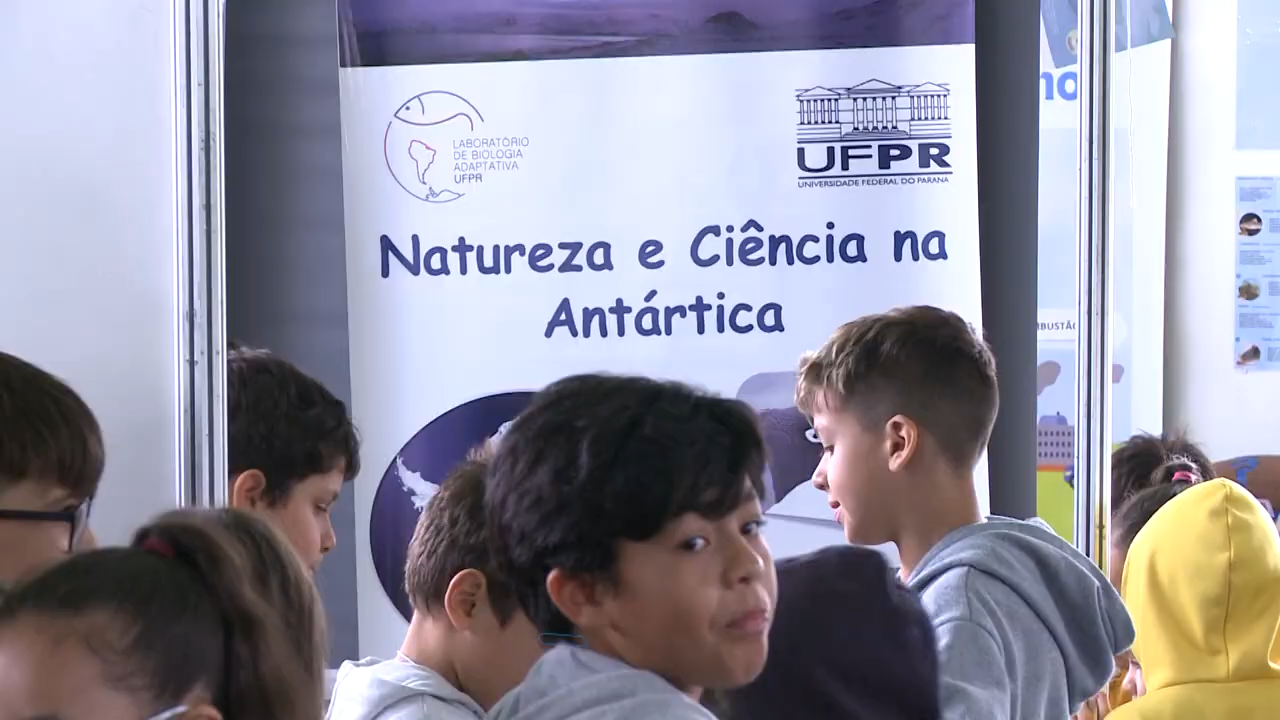 LABORATÓRIO
DE BIOLOGIA
ADAPTATIVA
UFPR
UFPR
UNIVERSIDADE FEDERAL DO PARANÁ
Natureza e Ciência na
Antártica